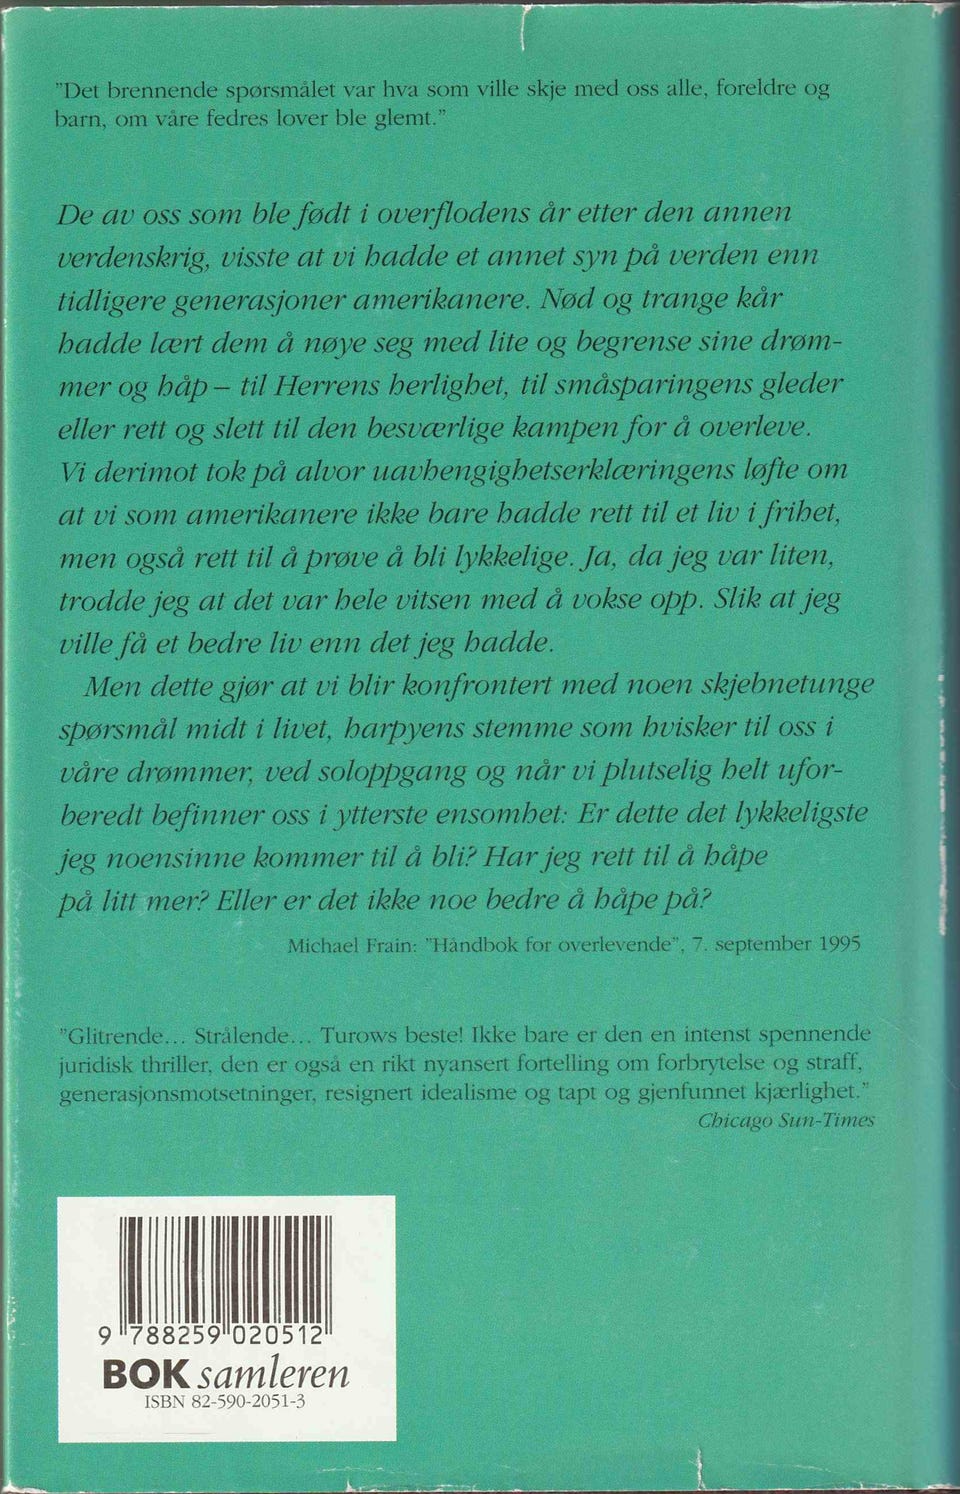 "Det brennende spørsmålet var hva som ville skje med oss alle, foreldre og
barn, om våre fedres lover ble glemt."
De av oss som ble født i overflodens år etter den annen
verdenskrig, visste at vi hadde et annet syn på verden enn
tidligere generasjoner amerikanere. Nød og trange kår
hadde lært dem å nøye seg med lite og begrense sine drøm-
mer og håp – til Herrens herlighet, til småsparingens gleder
eller rett og slett til den besværlige kampen for å overleve.
Vi derimot tok på alvor uavhengighetserklæringens løfte om
at vi som amerikanere ikke bare hadde rett til et liv i frihet,
men også rett til å prøve å bli lykkelige. Ja, da jeg var liten,
trodde jeg at det var hele vitsen med å vokse opp. Slik at jeg
ville få et bedre liv enn det jeg hadde.
Men dette gjør at vi blir konfrontert med noen skjebnetunge
spørsmål midt i livet, harpyens stemme som hvisker til oss i
våre drømmer, ved soloppgang og når vi plutselig helt ufor-
beredt befinner oss i ytterste ensomhet: Er dette det lykkeligste
jeg noensinne kommer til å bli? Har jeg rett til å håpe
på litt mer? Eller er det ikke noe bedre å håpe på?
Michael Frain: "Håndbok for overlevende", 7. september 1995
"Glitrende... Strålende... Turows beste! Ikke bare er den en intenst spennende
juridisk thriller, den er også en rikt nyansert fortelling om forbrytelse og straff,
generasjonsmotsetninger, resignert idealisme og tapt og gjenfunnet kjærlighet."
Chicago Sun-Times
9 788259 020512
BOK samleren
ISBN 82-590-2051-3